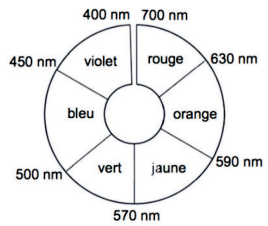 400 nm 700 nm
450 nm violet rouge 630 nm
bleu orange
500 nm vert jaune 590 nm
570 nm